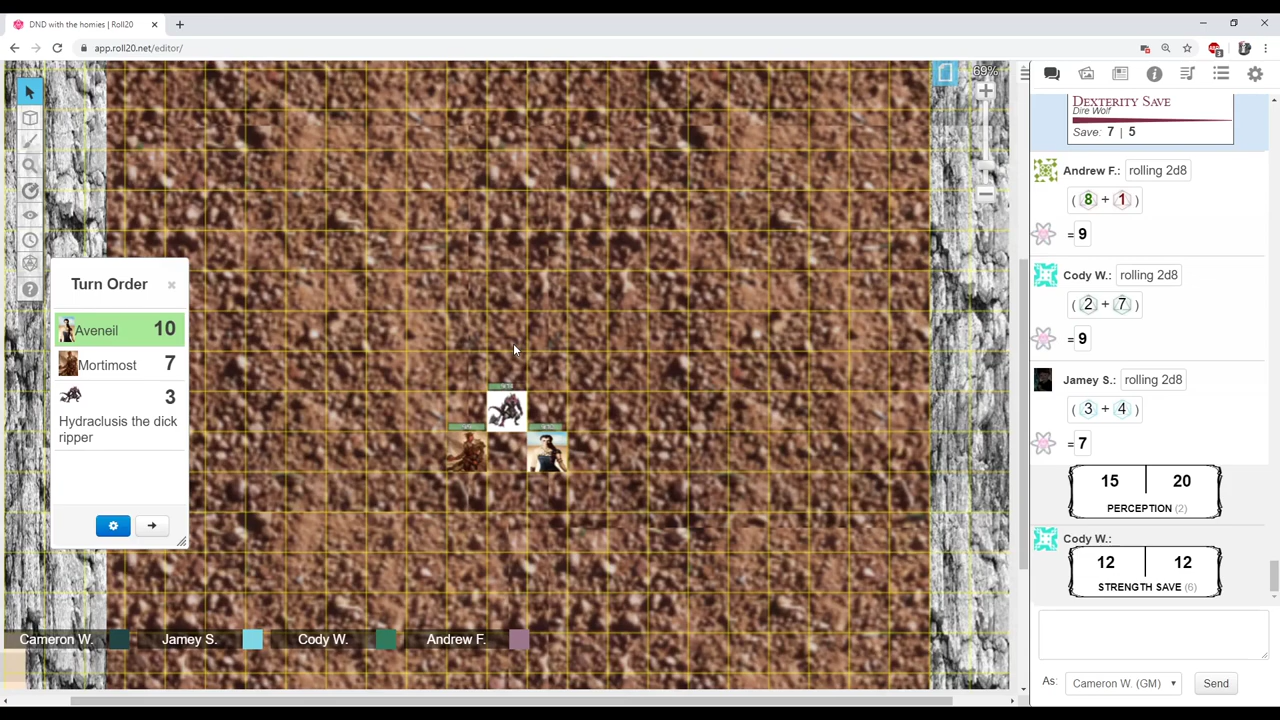 DND with the homies | Roll20
app.roll20.net/editor/
69%
Turn Order
Aveneil 10
Mortimost 7
3
Hydraclusis the dick
ripper
Cameron W.
Jamey S.
Cody W.
Andrew F.
DEXTERITY SAVE
Dire Wolf
Save: 7 | 5
Andrew F.: rolling 2d8
( 8 + 1 )
= 9
Cody W.: rolling 2d8
( 2 + 7 )
= 9
Jamey S.: rolling 2d8
( 3 + 4 )
= 7
15 20
PERCEPTION (2)
Cody W.:
12 12
STRENGTH SAVE (6)
As: Cameron W. (GM) Send